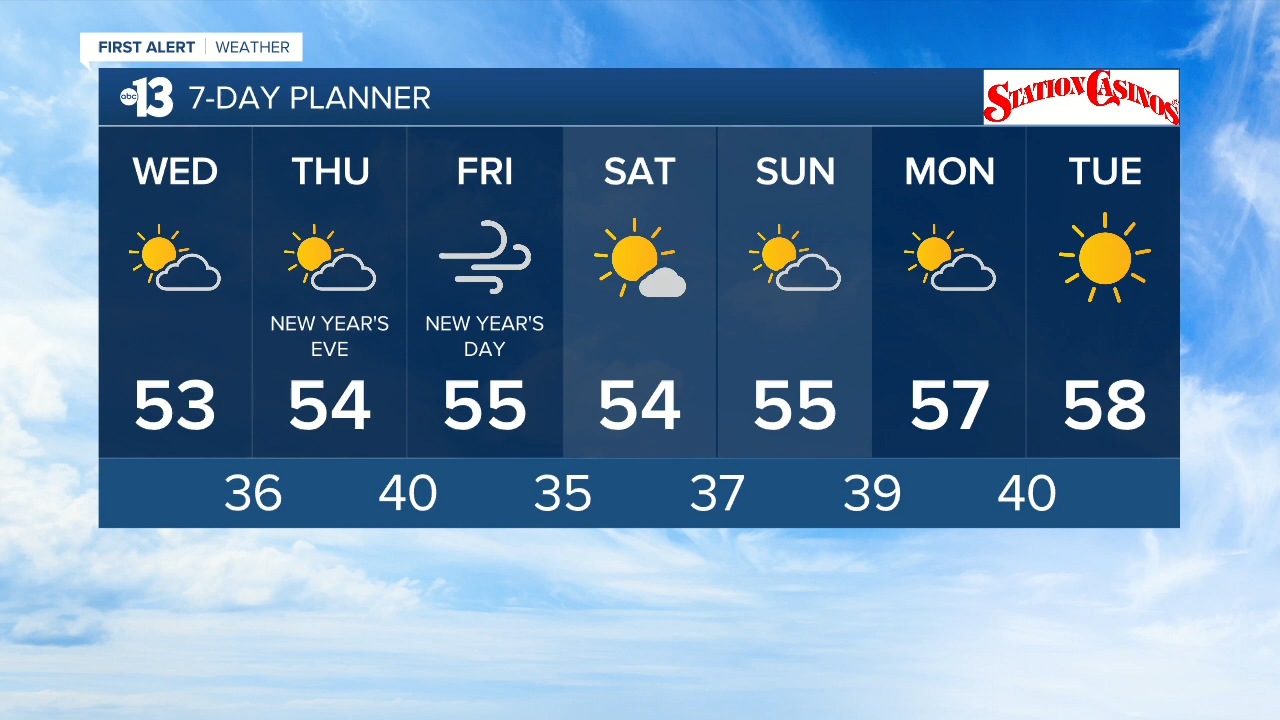 FIRST ALERT | WEATHER
abc 13 7-DAY PLANNER
STATION CASINOS
WED THU FRI SAT SUN MON TUE
NEW YEAR'S NEW YEAR'S
EVE DAY
53 54 55 54 55 57 58
36 40 35 37 39 40